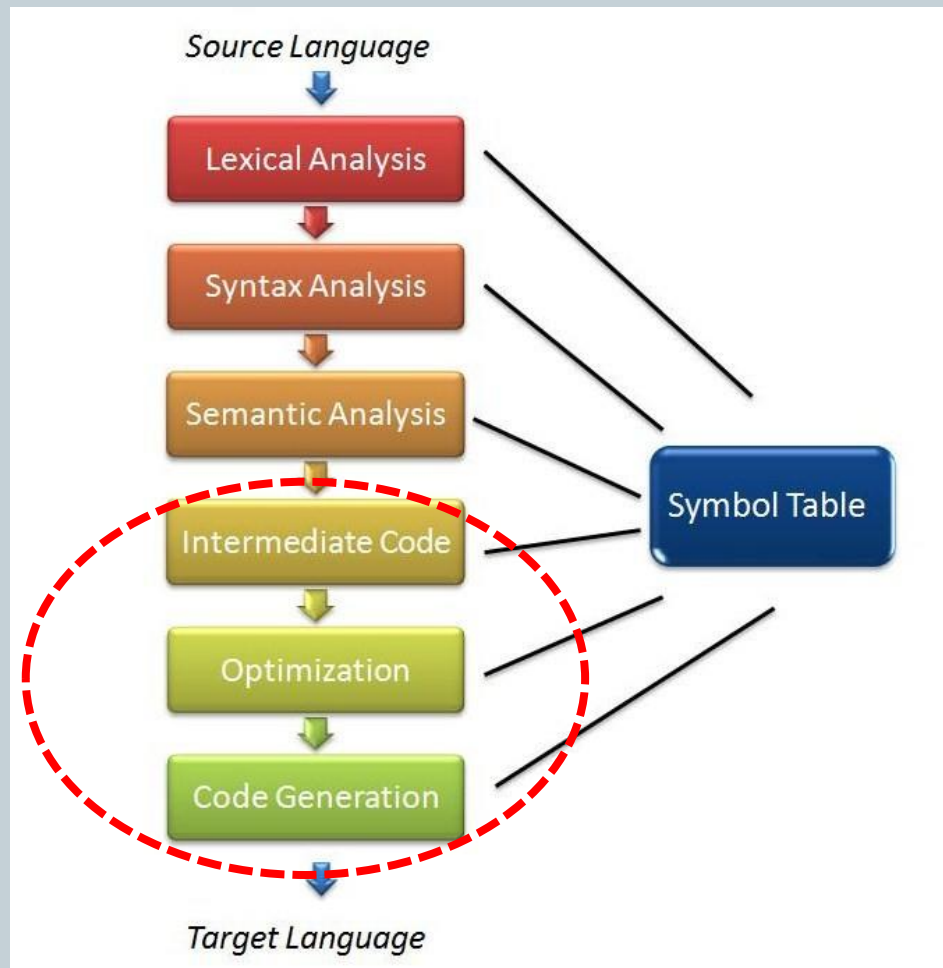 Source Language
Lexical Analysis
Syntax Analysis
Semantic Analysis
Intermediate Code
Optimization
Code Generation
Target Language
Symbol Table